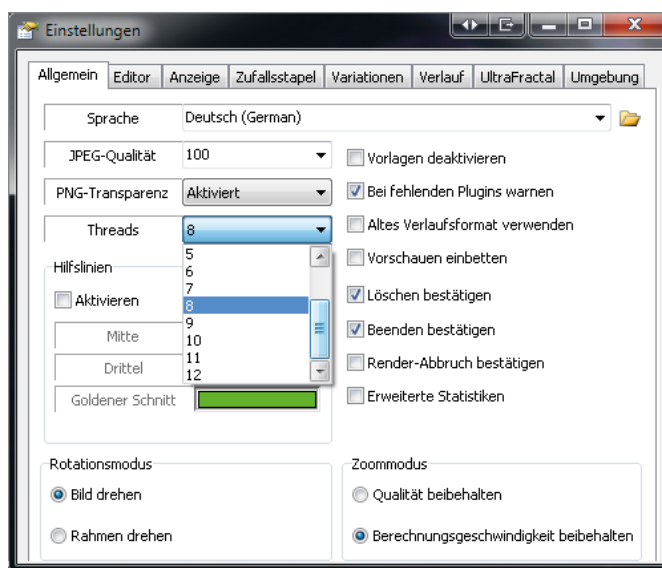 Einstellungen
Allgemein Editor Anzeige Zufallsstapel Variationen Verlauf UltraFractal Umgebung
Sprache Deutsch (German)
JPEG-Qualität 100
Vorlagen deaktivieren
PNG-Transparenz Aktiviert
Bei fehlenden Plugins warnen
Threads 8
Altes Verlaufsformat verwenden
5
6
7
8
9
10
11
12
Vorschauen einbetten
Hilfslinien
Aktivieren
Löschen bestätigen
Mitte
Beenden bestätigen
Drittel
Render-Abbruch bestätigen
Goldener Schnitt
Erweiterte Statistiken
Rotationsmodus
Bild drehen
Rahmen drehen
Zoommodus
Qualität beibehalten
Berechnungsgeschwindigkeit beibehalten